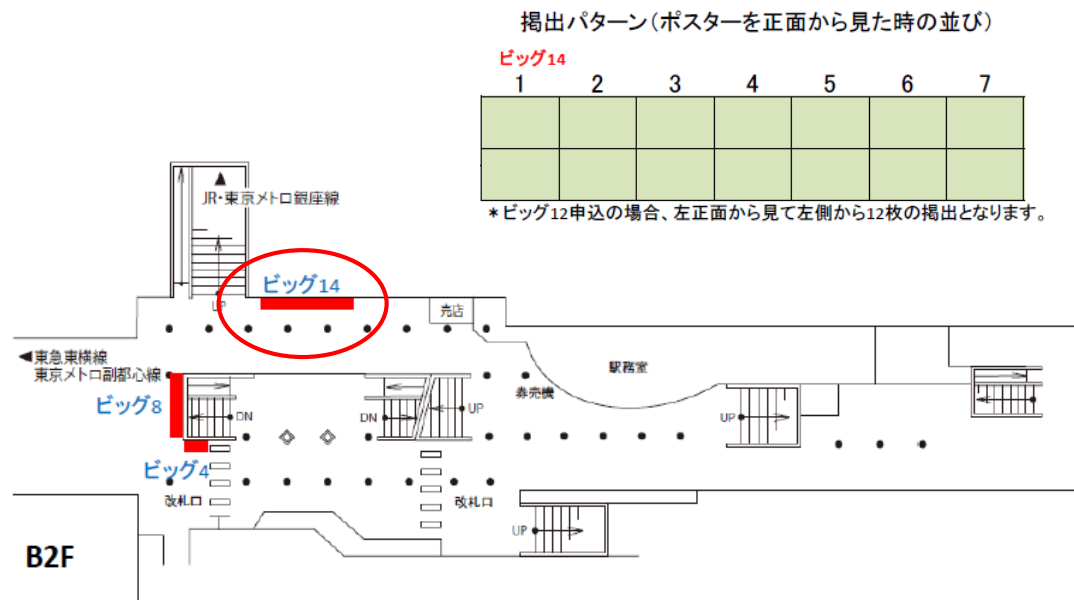 掲出パターン(ポスターを正面から見た時の並び)
ビッグ14
1 2 3 4 5 6 7
*ビッグ12申込の場合、左正面から見て左側から12枚の掲出となります。
▲
JR・東京メトロ銀座線
ビッグ14
UP
売店
◀東急東横線
東京メトロ副都心線
駅務室
券売機
ビッグ8
DN
DN
UP
UP
ビッグ4
改札口
改札口
UP
B2F